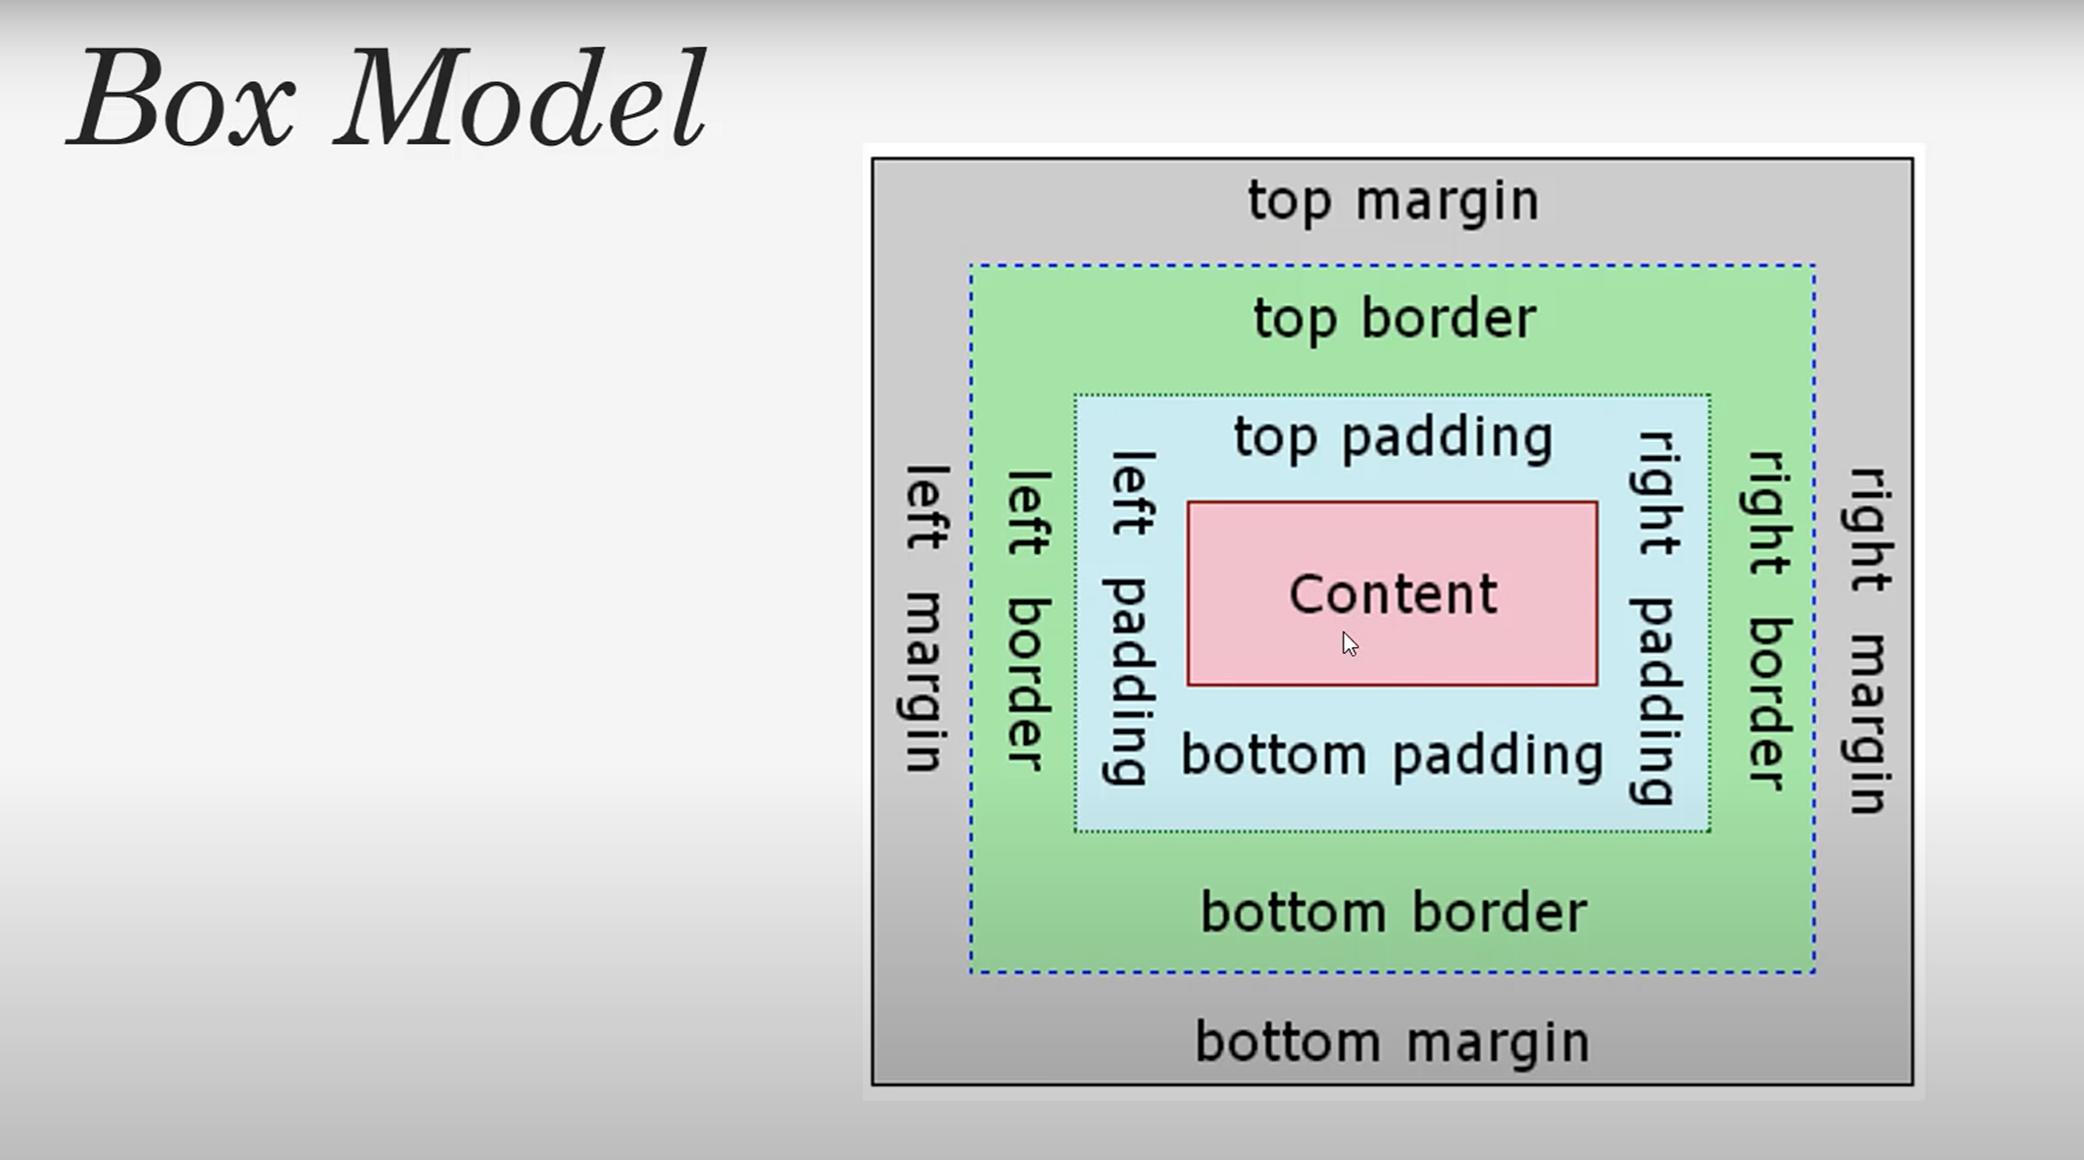 Box Model
top margin
top border
top padding
left margin
left border
left padding
Content
right padding
right border
right margin
bottom padding
bottom border
bottom margin